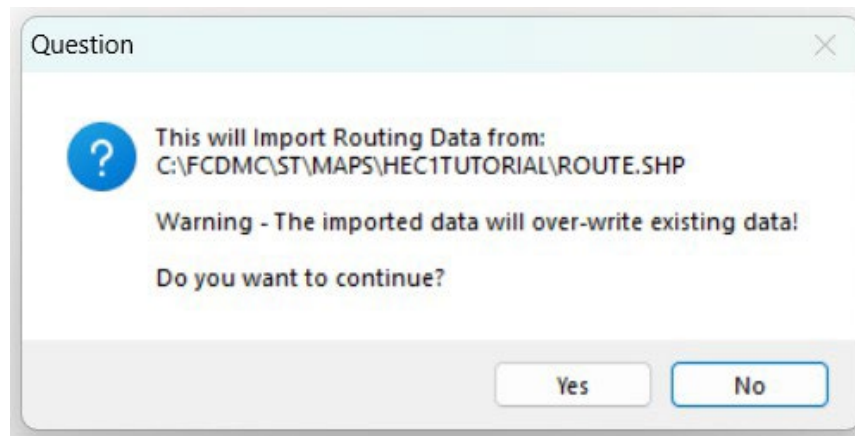 Question
This will Import Routing Data from:
C:\FCDMC\ST\MAPS\HEC1TUTORIAL\ROUTE.SHP
Warning - The imported data will over-write existing data!
Do you want to continue?
Yes
No